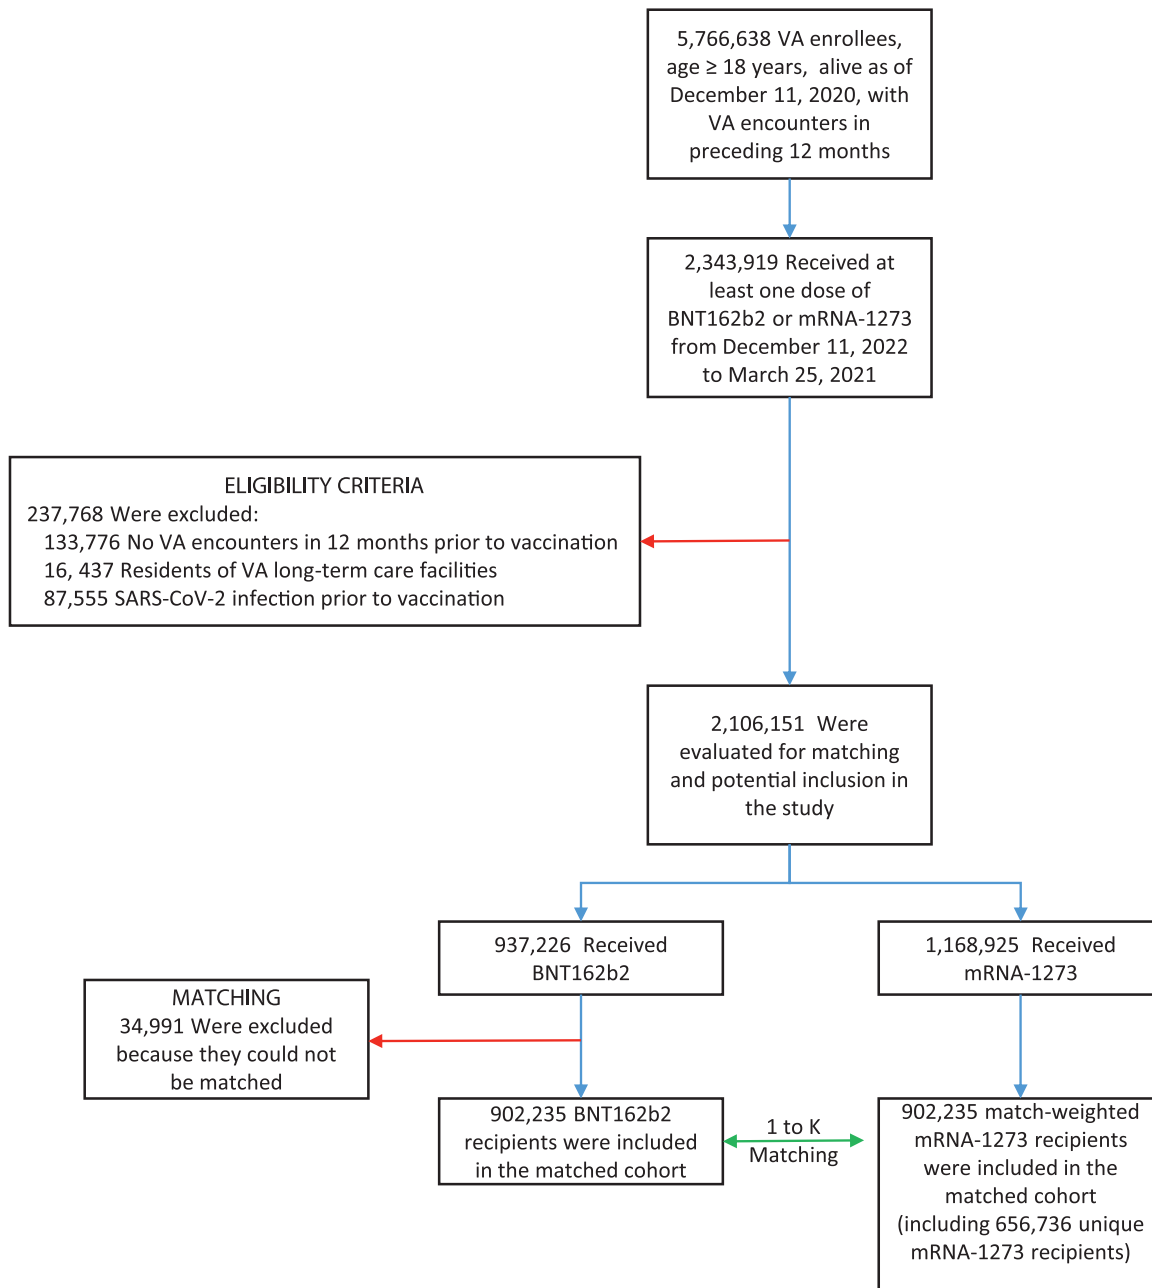 5,766,638 VA enrollees,
age ≥ 18 years, alive as of
December 11, 2020, with
VA encounters in
preceding 12 months
2,343,919 Received at
least one dose of
BNT162b2 or mRNA-1273
from December 11, 2022
to March 25, 2021
ELIGIBILITY CRITERIA
237,768 Were excluded:
133,776 No VA encounters in 12 months prior to vaccination
16, 437 Residents of VA long-term care facilities
87,555 SARS-CoV-2 infection prior to vaccination
2,106,151 Were
evaluated for matching
and potential inclusion in
the study
937,226 Received
BNT162b2
1,168,925 Received
mRNA-1273
MATCHING
34,991 Were excluded
because they could not
be matched
902,235 BNT162b2
recipients were included
in the matched cohort
1 to K
Matching
902,235 match-weighted
mRNA-1273 recipients
were included in the
matched cohort
(including 656,736 unique
mRNA-1273 recipients)